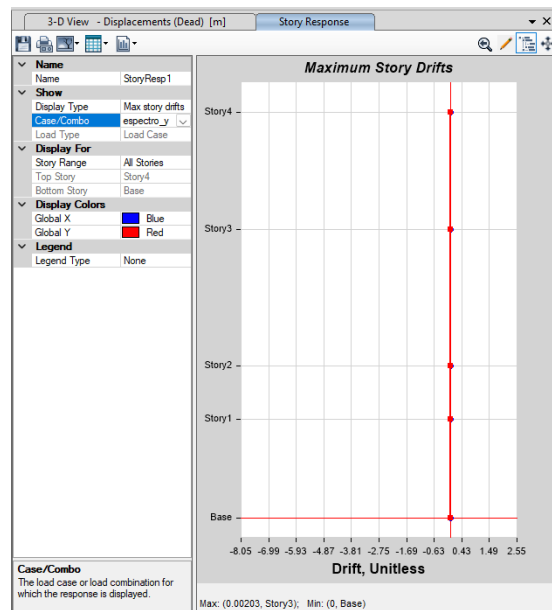 3-D View - Displacements (Dead) [m]
Story Response
Name
Name StoryResp1
Show
Display Type Max story drifts
Case/Combo espectro_y
Load Type Load Case
Display For
Story Range All Stories
Top Story Story4
Bottom Story Base
Display Colors
Global X Blue
Global Y Red
Legend
Legend Type None
Case/Combo
The load case or load combination for
which the response is displayed.
Maximum Story Drifts
Story4
Story3
Story2
Story1
Base
-8.05 -6.99 -5.93 -4.87 -3.81 -2.75 -1.69 -0.63 0.43 1.49 2.55
Drift, Unitless
Max: (0.00203, Story3); Min: (0, Base)